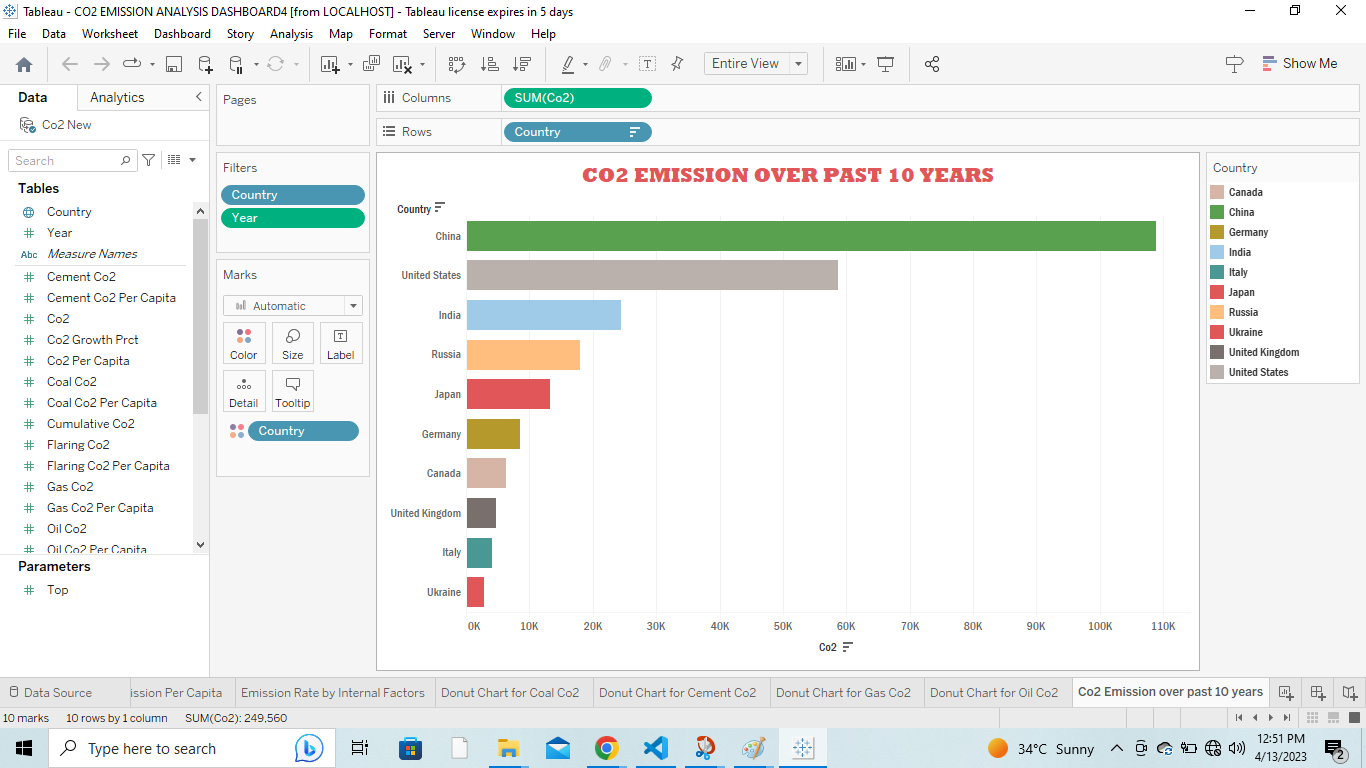 Tableau - CO2 EMISSION ANALYSIS DASHBOARD4 [from LOCALHOST] - Tableau license expires in 5 days
File Data Worksheet Dashboard Story Analysis Map Format Server Window Help
Entire View
Show Me
Data Analytics
Co2 New
Search
Tables
Country
Year
Abc Measure Names
Cement Co2
Cement Co2 Per Capita
Co2
Co2 Growth Prct
Co2 Per Capita
Coal Co2
Coal Co2 Per Capita
Cumulative Co2
Flaring Co2
Flaring Co2 Per Capita
Gas Co2
Gas Co2 Per Capita
Oil Co2
Oil Co2 Per Capita
Parameters
Top
Pages
Filters
Country
Year
Marks
Automatic
Color Size Label
Detail Tooltip
Country
Columns SUM(Co2)
Rows Country
CO2 EMISSION OVER PAST 10 YEARS
Country
China
United States
India
Russia
Japan
Germany
Canada
United Kingdom
Italy
Ukraine
0K 10K 20K 30K 40K 50K 60K 70K 80K 90K 100K 110K
Co2
Country
Canada
China
Germany
India
Italy
Japan
Russia
Ukraine
United Kingdom
United States
Data Source ission Per Capita Emission Rate by Internal Factors Donut Chart for Coal Co2 Donut Chart for Cement Co2 Donut Chart for Gas Co2 Donut Chart for Oil Co2 Co2 Emission over past 10 years
10 marks 10 rows by 1 column SUM(Co2): 249.560
Type here to search
34°C Sunny
12:51 PM
4/13/2023
2